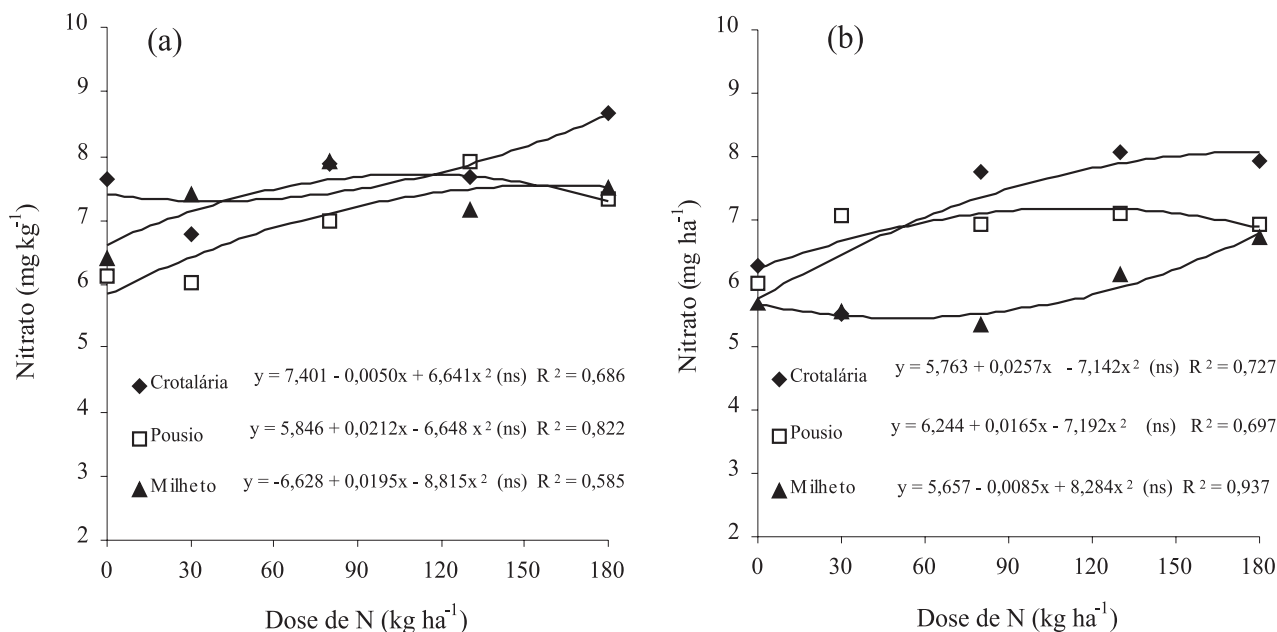 (a)
10
9
8
7
6
5
4
3
2
Nitrato (mg kg⁻¹)
Crotalária y = 7,401 - 0,0050x + 6,641x² (ns) R² = 0,686
Pousio y = 5,846 + 0,0212x - 6,648 x² (ns) R² = 0,822
Milheto y = -6,628 + 0,0195x - 8,815x² (ns) R² = 0,585
0 30 60 90 120 150 180
Dose de N (kg ha⁻¹)
(b)
10
9
8
7
6
5
4
3
2
Nitrato (mg ha⁻¹)
Crotalária y = 5,763 + 0,0257x - 7,142x² (ns) R² = 0,727
Pousio y = 6,244 + 0,0165x - 7,192x² (ns) R² = 0,697
Milheto y = 5,657 - 0,0085x + 8,284x² (ns) R² = 0,937
0 30 60 90 120 150 180
Dose de N (kg ha⁻¹)